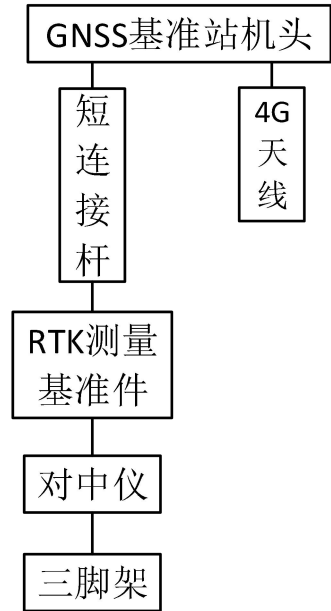 GNSS基准站机头
短
连
接
杆
4G
天
线
RTK测量
基准件
对中仪
三脚架